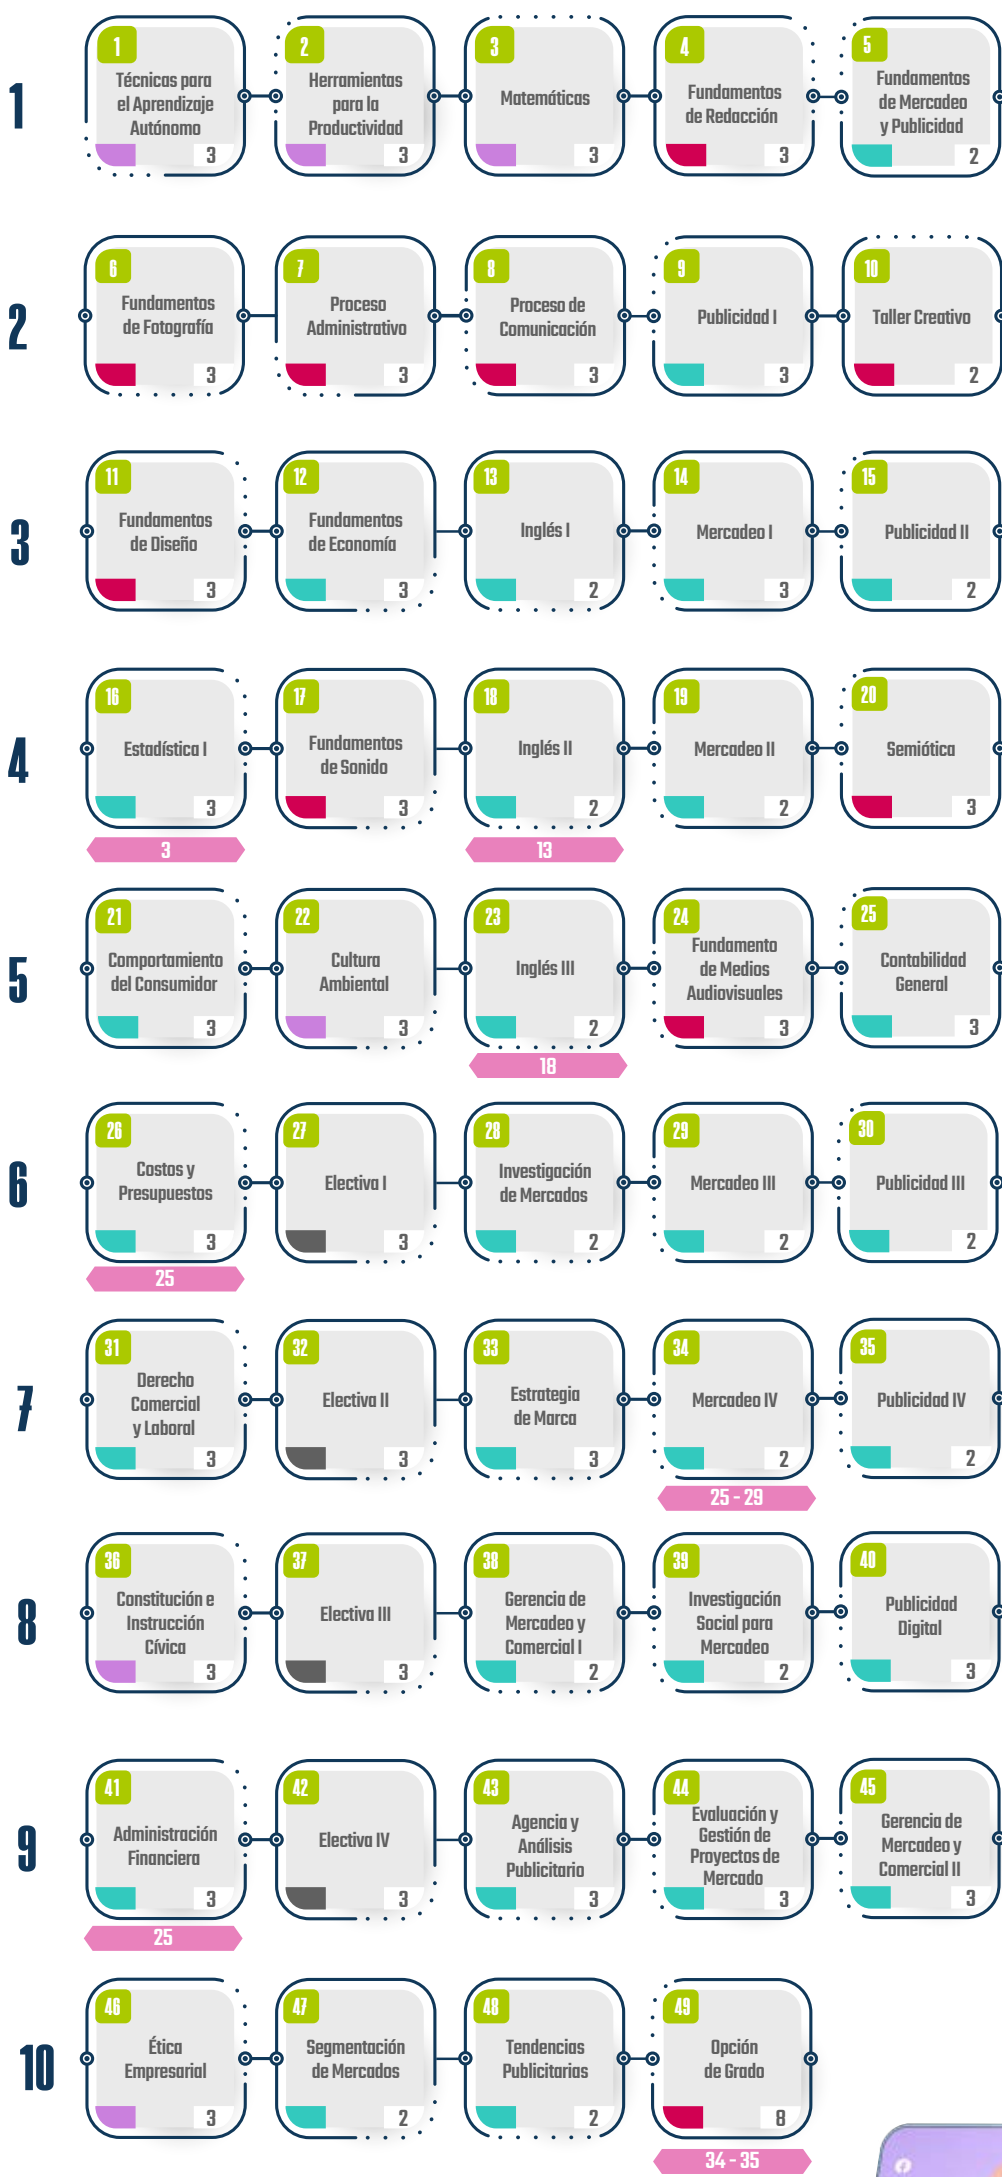 1
1
Técnicas para
el Aprendizaje
Autónomo
3
2
Herramientas
para la
Productividad
3
3
Matemáticas
3
4
Fundamentos
de Redacción
3
5
Fundamentos
de Mercadeo
y Publicidad
2
2
6
Fundamentos
de Fotografía
3
7
Proceso
Administrativo
3
8
Proceso de
Comunicación
3
9
Publicidad I
3
10
Taller Creativo
2
3
11
Fundamentos
de Diseño
3
12
Fundamentos
de Economía
3
13
Inglés I
2
14
Mercadeo I
3
15
Publicidad II
2
4
16
Estadística I
3
3
17
Fundamentos
de Sonido
3
18
Inglés II
2
13
19
Mercadeo II
2
20
Semiótica
3
5
21
Comportamiento
del Consumidor
3
22
Cultura
Ambiental
3
23
Inglés III
2
18
24
Fundamento
de Medios
Audiovisuales
3
25
Contabilidad
General
3
6
26
Costos y
Presupuestos
3
25
27
Electiva I
3
28
Investigación
de Mercados
2
29
Mercadeo III
2
30
Publicidad III
2
7
31
Derecho
Comercial
y Laboral
3
32
Electiva II
3
33
Estrategia
de Marca
3
34
Mercadeo IV
2
25 - 29
35
Publicidad IV
2
8
36
Constitución e
Instrucción
Cívica
3
37
Electiva III
3
38
Gerencia de
Mercadeo y
Comercial I
2
39
Investigación
Social para
Mercadeo
2
40
Publicidad
Digital
3
9
41
Administración
Financiera
3
25
42
Electiva IV
3
43
Agencia y
Análisis
Publicitario
3
44
Evaluación y
Gestión de
Proyectos de
Mercado
3
45
Gerencia de
Mercadeo y
Comercial II
3
10
46
Ética
Empresarial
3
47
Segmentación
de Mercados
2
48
Tendencias
Publicitarias
2
49
Opción
de Grado
8
34 - 35